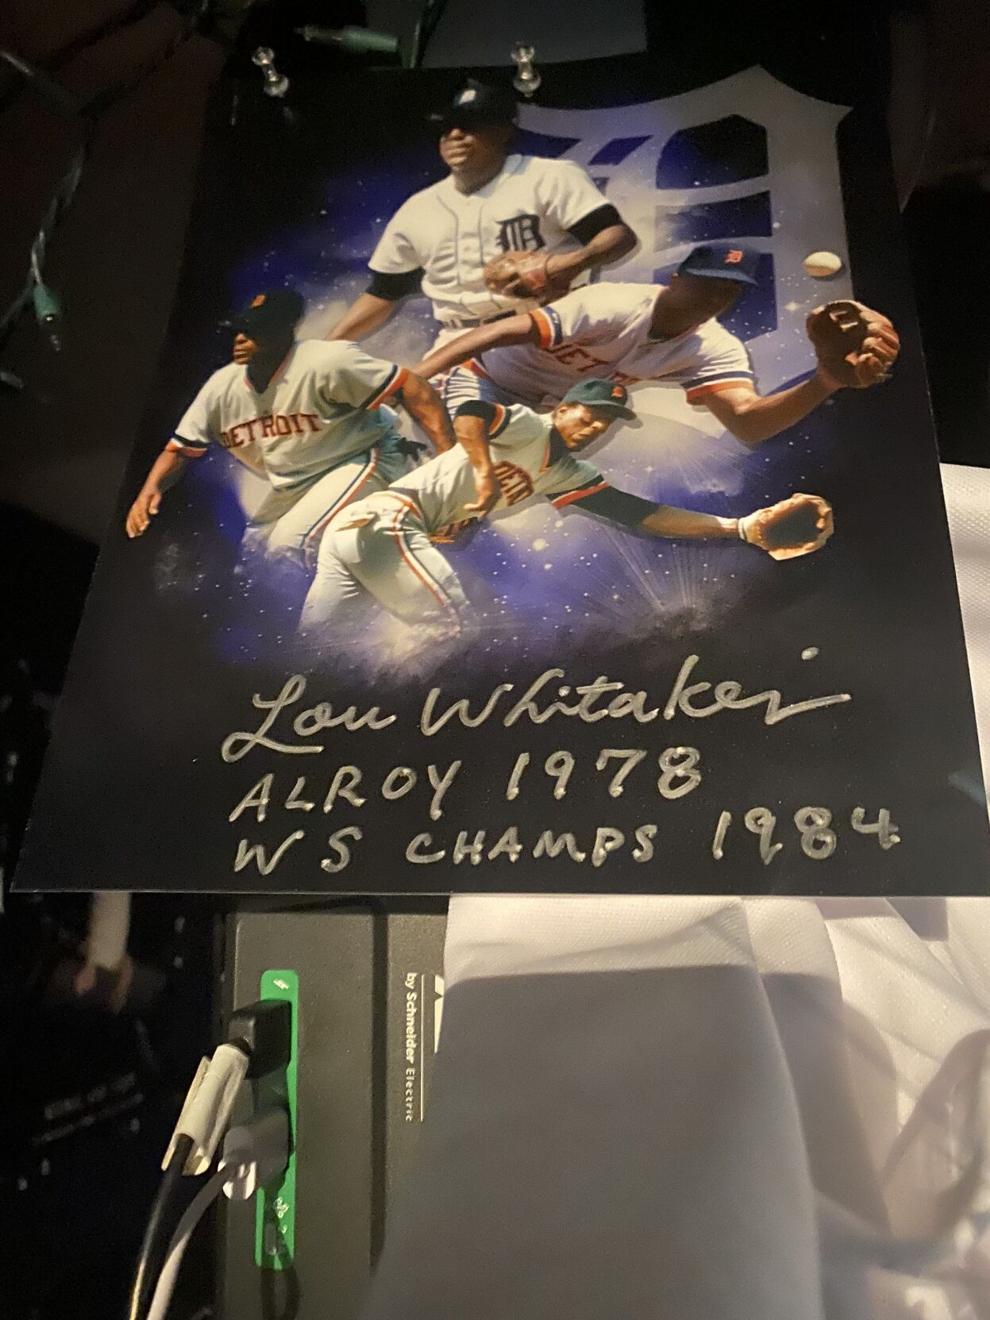 D
DETROIT
Lou Whitaker
ALROY 1978
WS CHAMPS 1984
by Schneider Electric